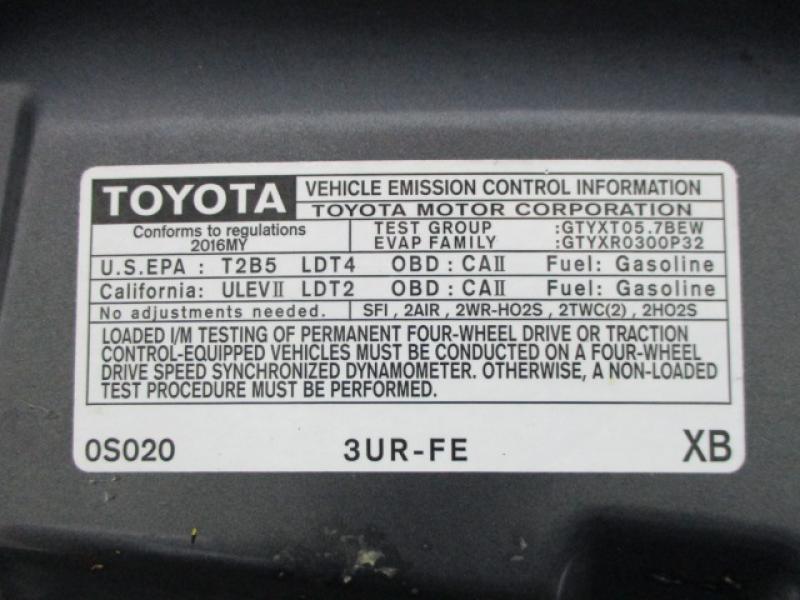 TOYOTA VEHICLE EMISSION CONTROL INFORMATION
TOYOTA MOTOR CORPORATION
Conforms to regulations
2016MY
TEST GROUP :GTYXT05.7BEW
EVAP FAMILY :GTYXR0300P32
U.S.EPA : T2B5 LDT4 OBD : CAII Fuel: Gasoline
California: ULEVII LDT2 OBD : CAII Fuel: Gasoline
No adjustments needed. SFI , 2AIR , 2WR-HO2S , 2TWC(2) , 2HO2S
LOADED I/M TESTING OF PERMANENT FOUR-WHEEL DRIVE OR TRACTION
CONTROL-EQUIPPED VEHICLES MUST BE CONDUCTED ON A FOUR-WHEEL
DRIVE SPEED SYNCHRONIZED DYNAMOMETER. OTHERWISE, A NON-LOADED
TEST PROCEDURE MUST BE PERFORMED.
0S020 3UR-FE XB